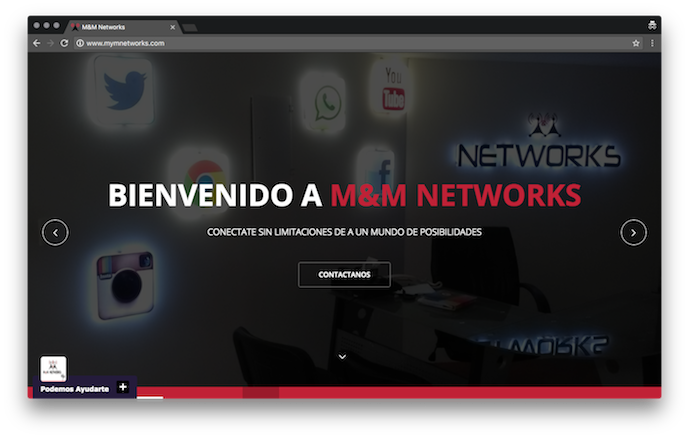 M&M Networks
www.mymnetworks.com
You
Tube
NETWORKS
BIENVENIDO A M&M NETWORKS
CONECTATE SIN LIMITACIONES DE A UN MUNDO DE POSIBILIDADES
CONTACTANOS
NETWORKS
Podemos Ayudarte